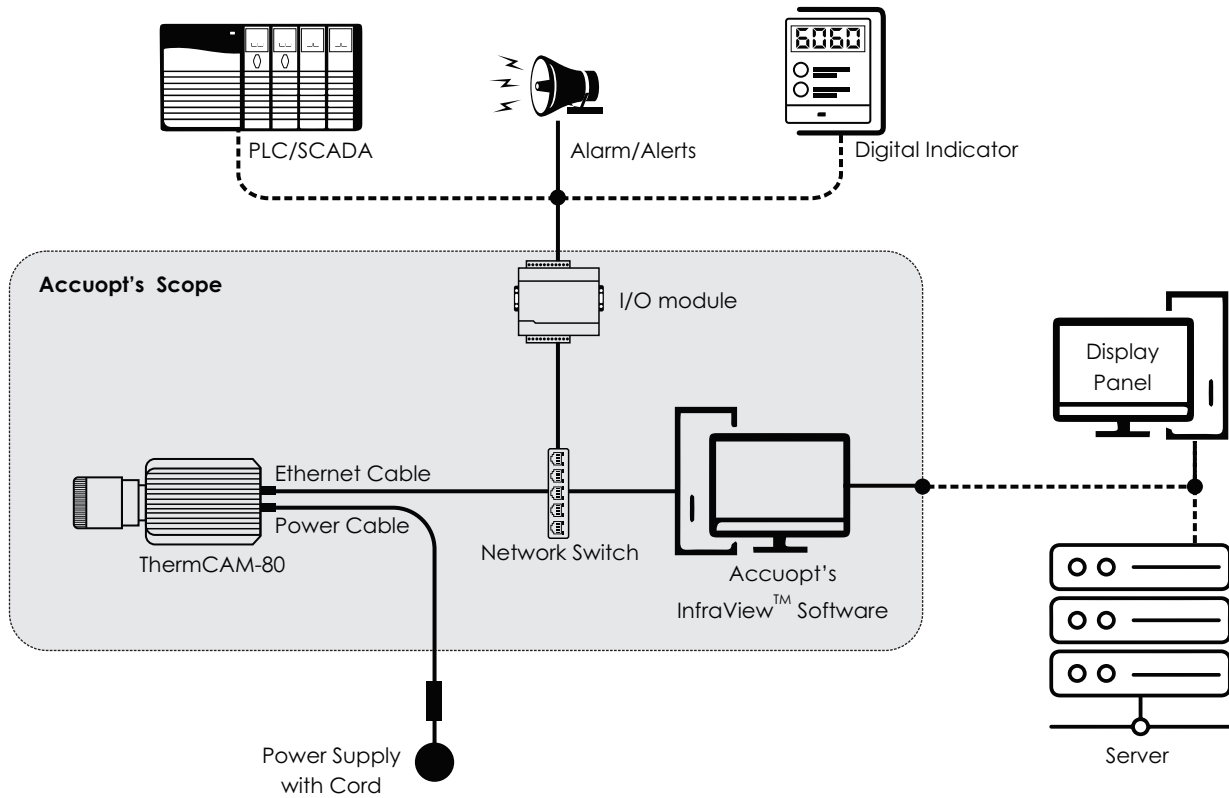 6060
PLC/SCADA
Alarm/Alerts
Digital Indicator
Accuopt's Scope
I/O module
Display
Panel
Ethernet Cable
Power Cable
ThermCAM-80
Network Switch
Accuopt's
InfraView™ Software
Power Supply
with Cord
Server